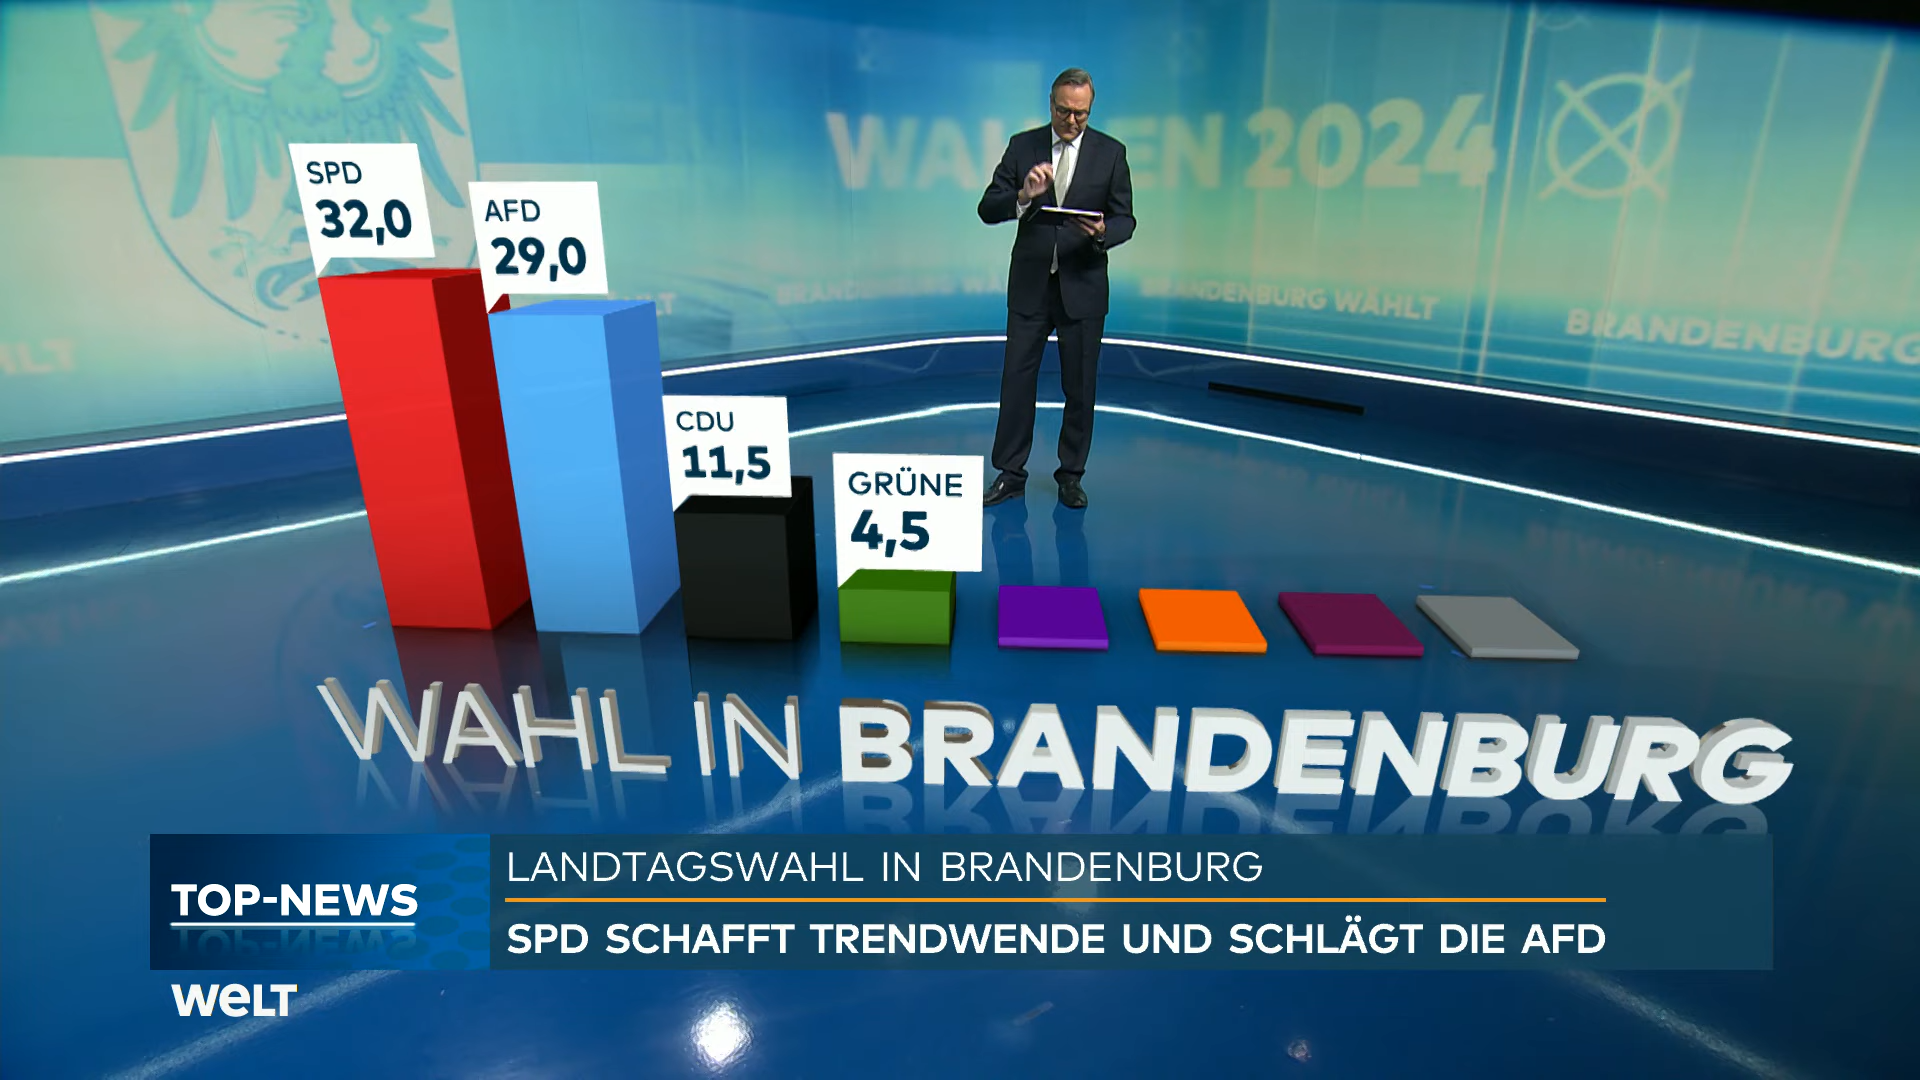 WAHLEN 2024
BRANDENBURG WÄHLT
BRANDENBURG
SPD
32,0
AFD
29,0
CDU
11,5
GRÜNE
4,5
WAHL IN BRANDENBURG
TOP-NEWS
LANDTAGSWAHL IN BRANDENBURG
SPD SCHAFFT TRENDWENDE UND SCHLÄGT DIE AFD
WELT